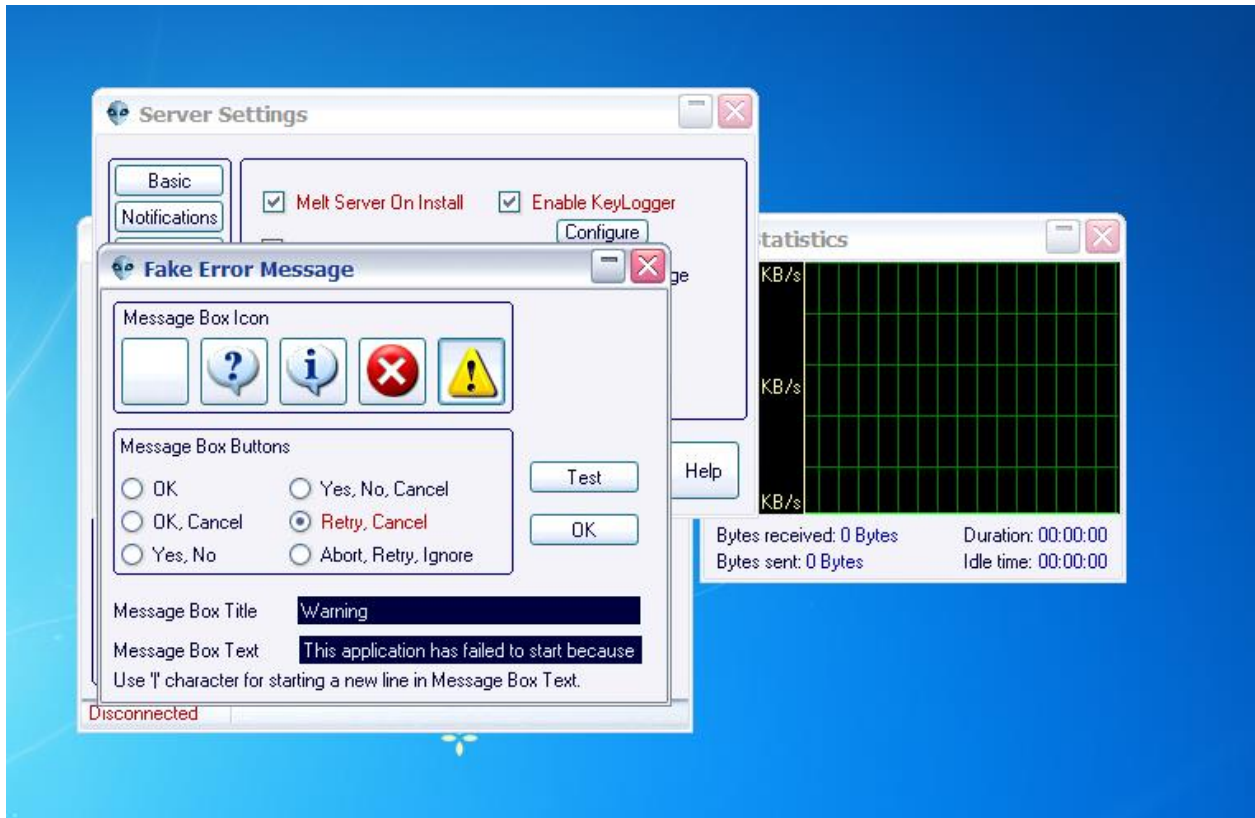 Server Settings
Basic
Notifications
Melt Server On Install
Enable KeyLogger
Configure
Fake Error Message
Message Box Icon
Message Box Buttons
OK
Yes, No, Cancel
OK, Cancel
Retry, Cancel
Yes, No
Abort, Retry, Ignore
Test
OK
Help
Message Box Title
Warning
Message Box Text
This application has failed to start because
Use '|' character for starting a new line in Message Box Text.
Disconnected
KB/s
KB/s
KB/s
Bytes received: 0 Bytes
Duration: 00:00:00
Bytes sent: 0 Bytes
Idle time: 00:00:00